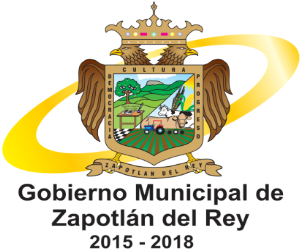 CULTURA
DEMOCRACIA
PROGRESO
ZAPOTLAN DEL REY
Gobierno Municipal de
Zapotlán del Rey
2015 - 2018